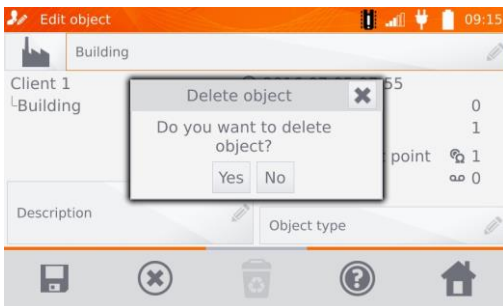 Edit object
09:15
Building
Client 1
55
Building
0
1
point
1
0
Delete object
Do you want to delete
object?
Yes
No
Description
Object type